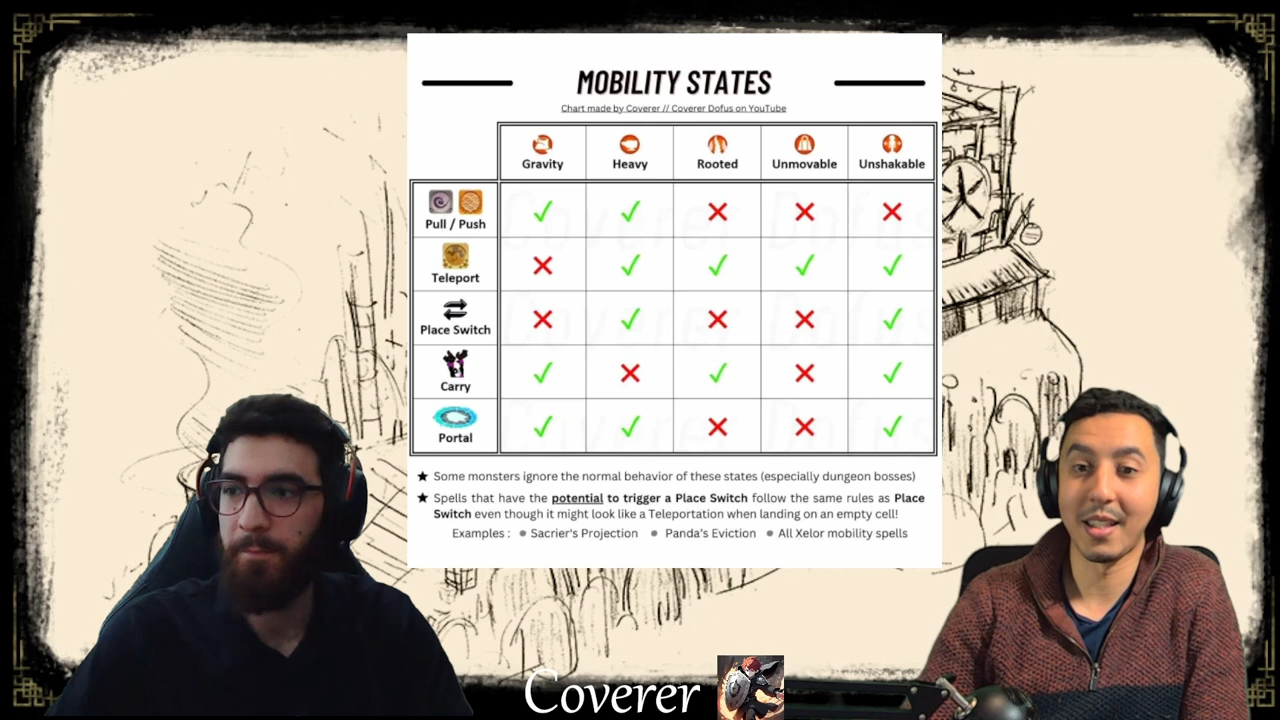 MOBILITY STATES
Chart made by Coverer // Coverer Dofus on YouTube
Gravity Heavy Rooted Unmovable Unshakable
Pull / Push
Teleport
Place Switch
Carry
Portal
★ Some monsters ignore the normal behavior of these states (especially dungeon bosses)
★ Spells that have the potential to trigger a Place Switch follow the same rules as Place
Switch even though it might look like a Teleportation when landing on an empty cell!
Examples : ● Sacrier's Projection ● Panda's Eviction ● All Xelor mobility spells
Coverer